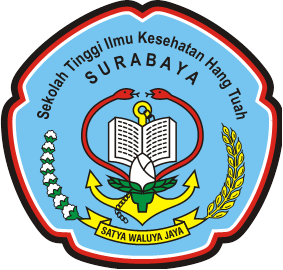 Sekolah Tinggi Ilmu Kesehatan Hang Tuah
SURABAYA
SATYA WALUYA JAYA